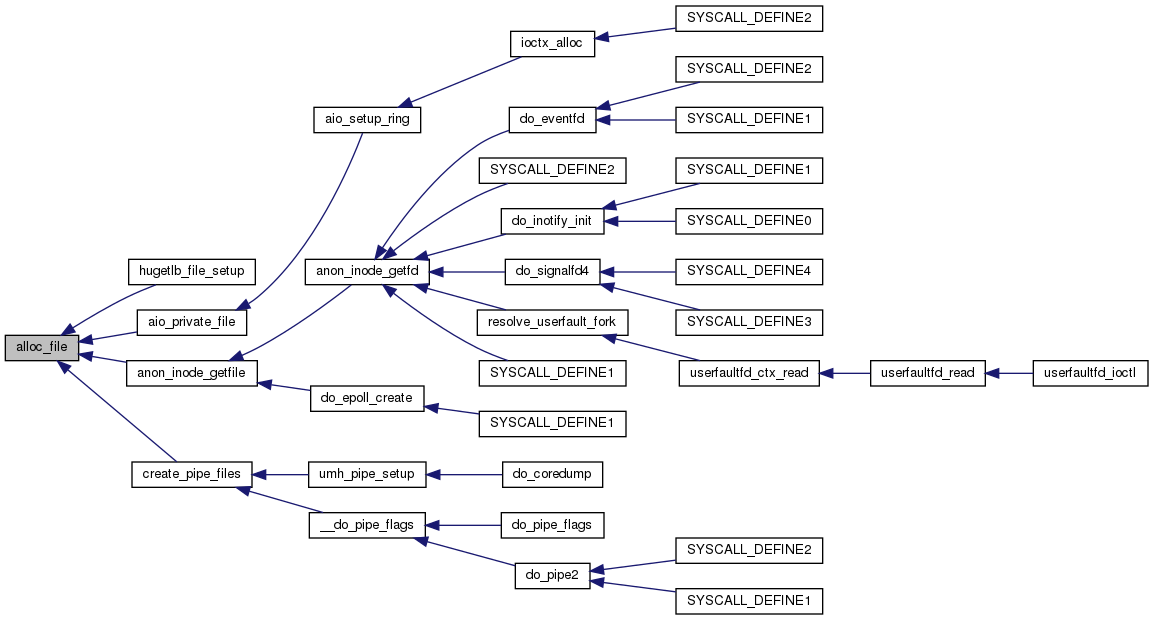 SYSCALL_DEFINE2
ioctx_alloc
SYSCALL_DEFINE2
aio_setup_ring
do_eventfd
SYSCALL_DEFINE1
SYSCALL_DEFINE2
SYSCALL_DEFINE1
do_inotify_init
SYSCALL_DEFINE0
hugetlb_file_setup
anon_inode_getfd
do_signalfd4
SYSCALL_DEFINE4
aio_private_file
resolve_userfault_fork
SYSCALL_DEFINE3
alloc_file
anon_inode_getfile
SYSCALL_DEFINE1
userfaultfd_ctx_read
userfaultfd_read
userfaultfd_ioctl
do_epoll_create
SYSCALL_DEFINE1
create_pipe_files
umh_pipe_setup
do_coredump
__do_pipe_flags
do_pipe_flags
SYSCALL_DEFINE2
do_pipe2
SYSCALL_DEFINE1